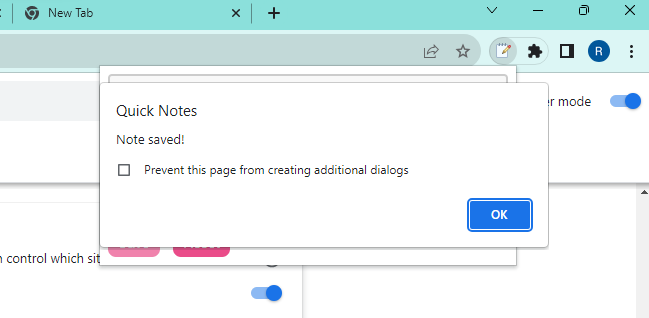 New Tab
R
er mode
Quick Notes
Note saved!
Prevent this page from creating additional dialogs
OK
n control which sit